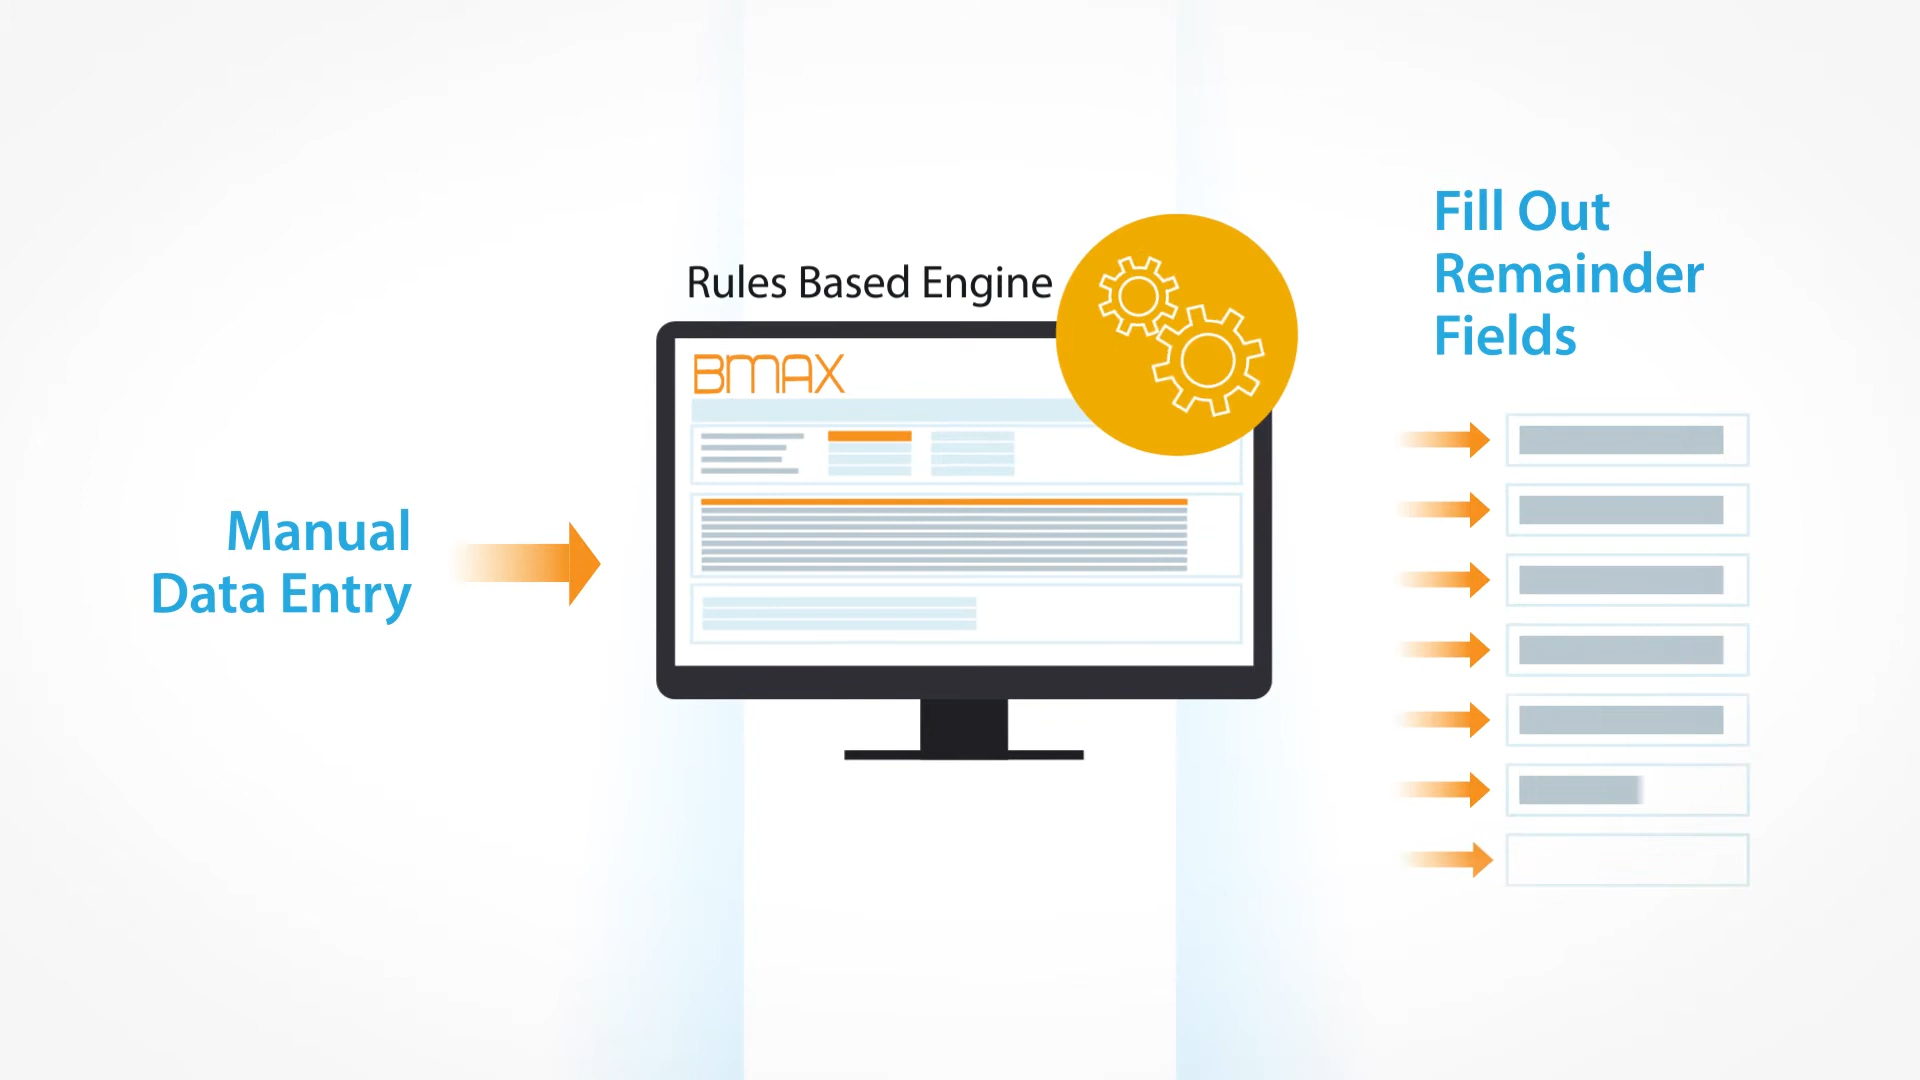 Manual
Data Entry
Rules Based Engine
BMAX
Fill Out
Remainder
Fields